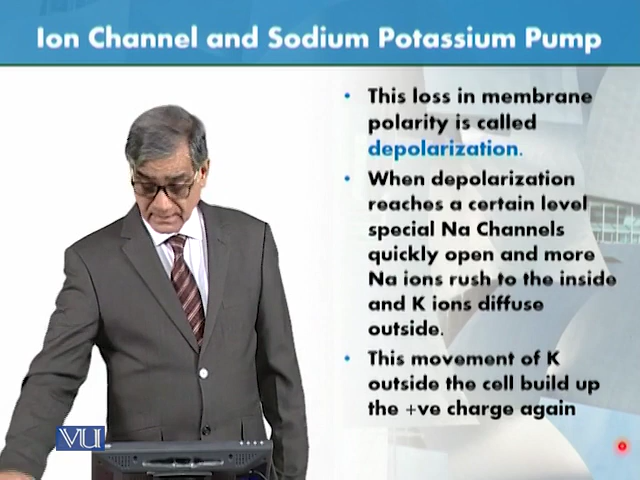 Ion Channel and Sodium Potassium Pump
• This loss in membrane
polarity is called
depolarization.
• When depolarization
reaches a certain level
special Na Channels
quickly open and more
Na ions rush to the inside
and K ions diffuse
outside.
• This movement of K
outside the cell build up
the +ve charge again
VU